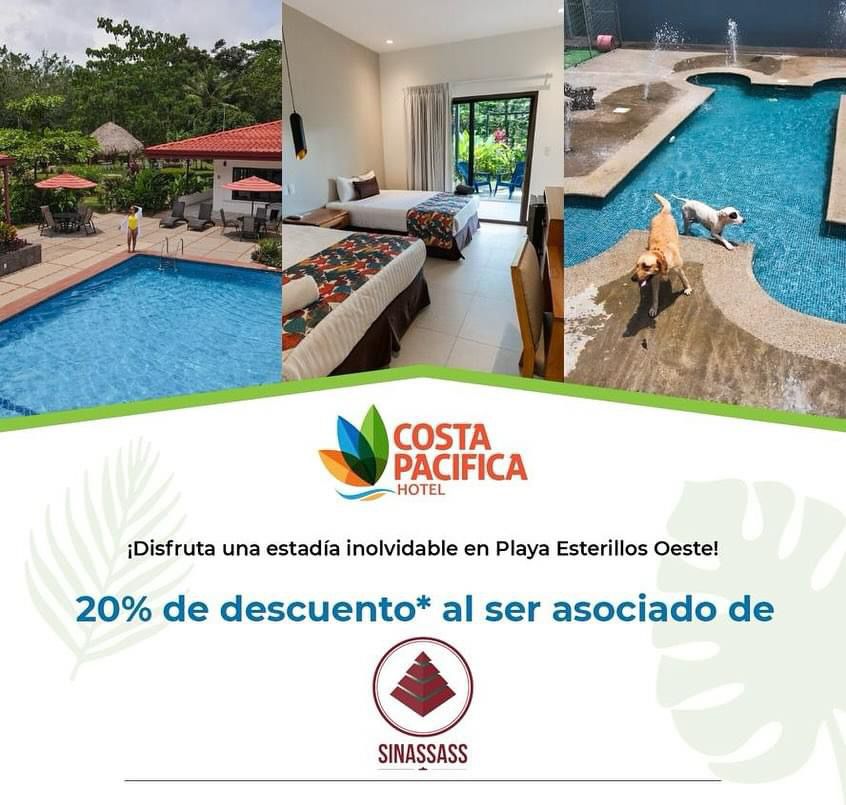 COSTA
PACIFICA
HOTEL
¡Disfruta una estadía inolvidable en Playa Esterillos Oeste!
20% de descuento* al ser asociado de
SINASSASS